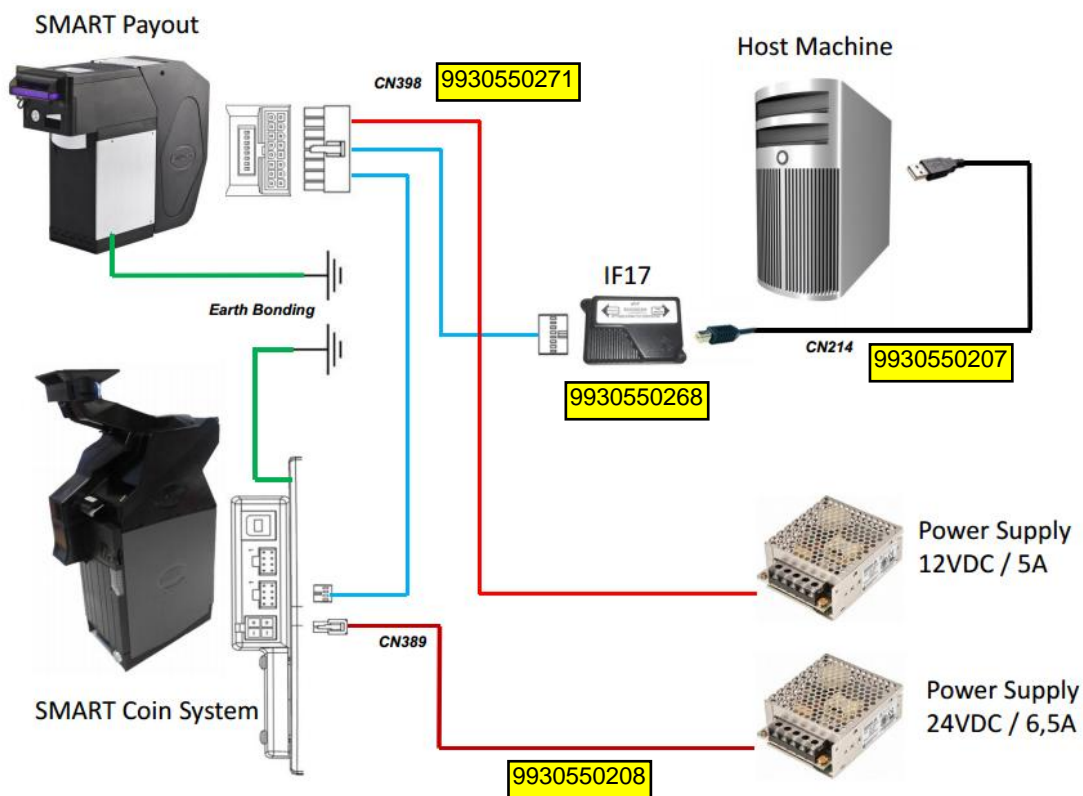 SMART Payout
CN398
9930550271
Host Machine
IF17
Earth Bonding
CN214
9930550207
9930550268
Power Supply
12VDC / 5A
CN389
SMART Coin System
Power Supply
24VDC / 6,5A
9930550208